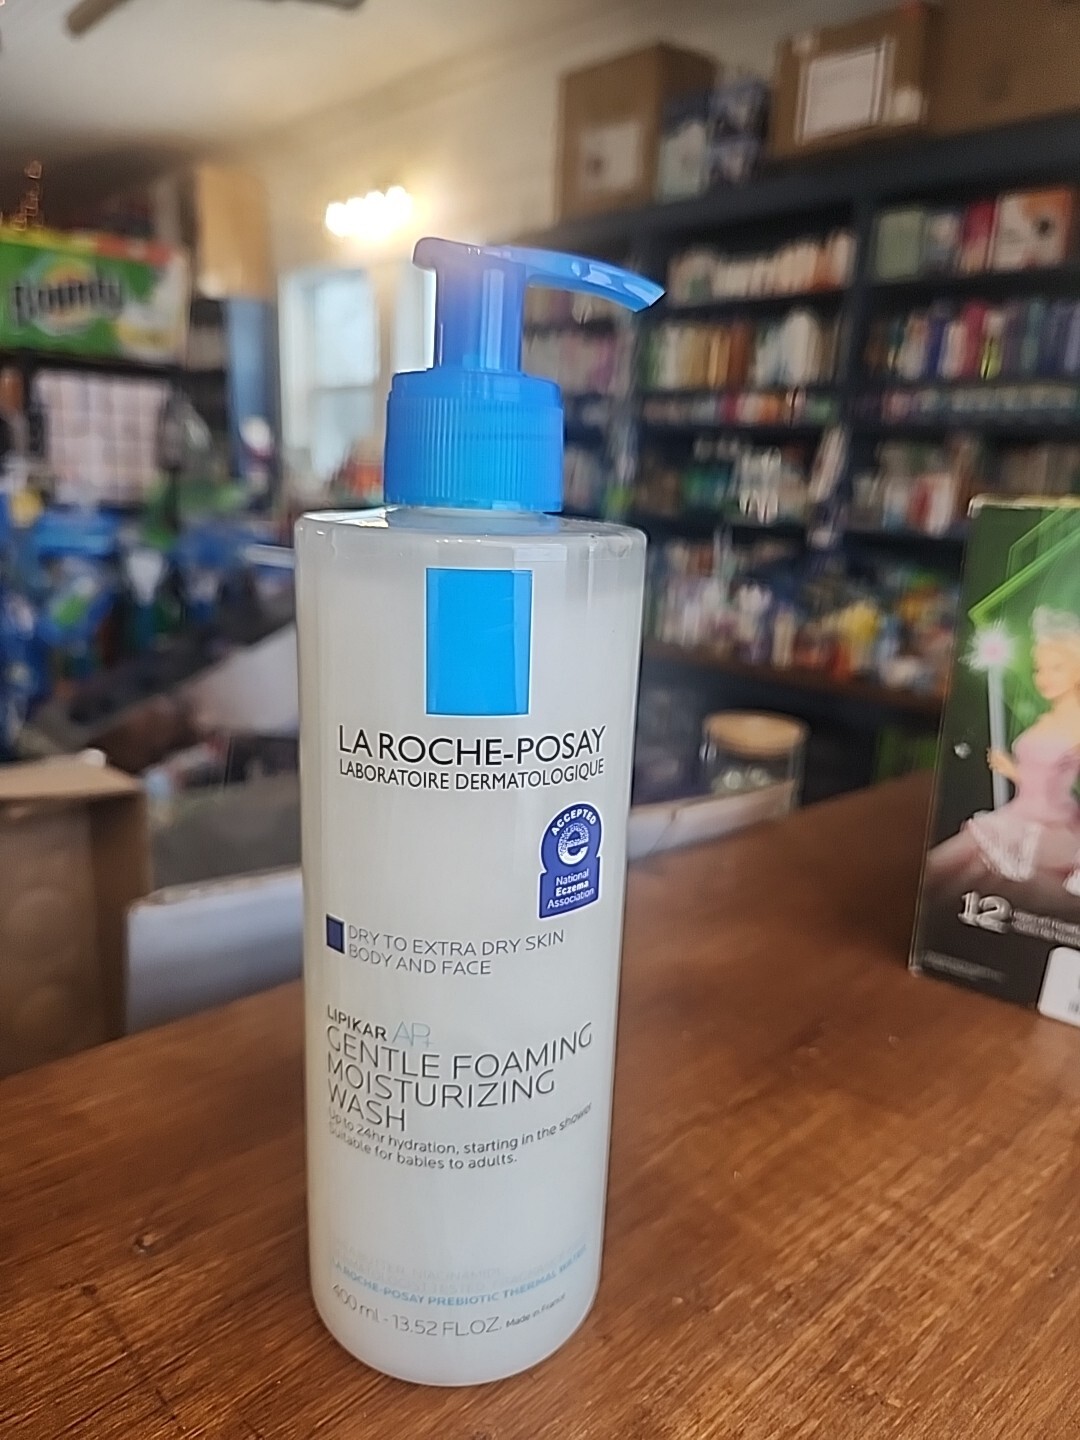 Bounty
LA ROCHE-POSAY
LABORATOIRE DERMATOLOGIQUE
ACCEPTED
National
Eczema
Association
DRY TO EXTRA DRY SKIN
BODY AND FACE
LIPIKAR AP+
GENTLE FOAMING
MOISTURIZING
WASH
Up to 24hr hydration, starting in the shower
Suitable for babies to adults.
LA ROCHE-POSAY PREBIOTIC THERMAL WATER
400 ml - 13.52 FL.OZ. Made in France
12